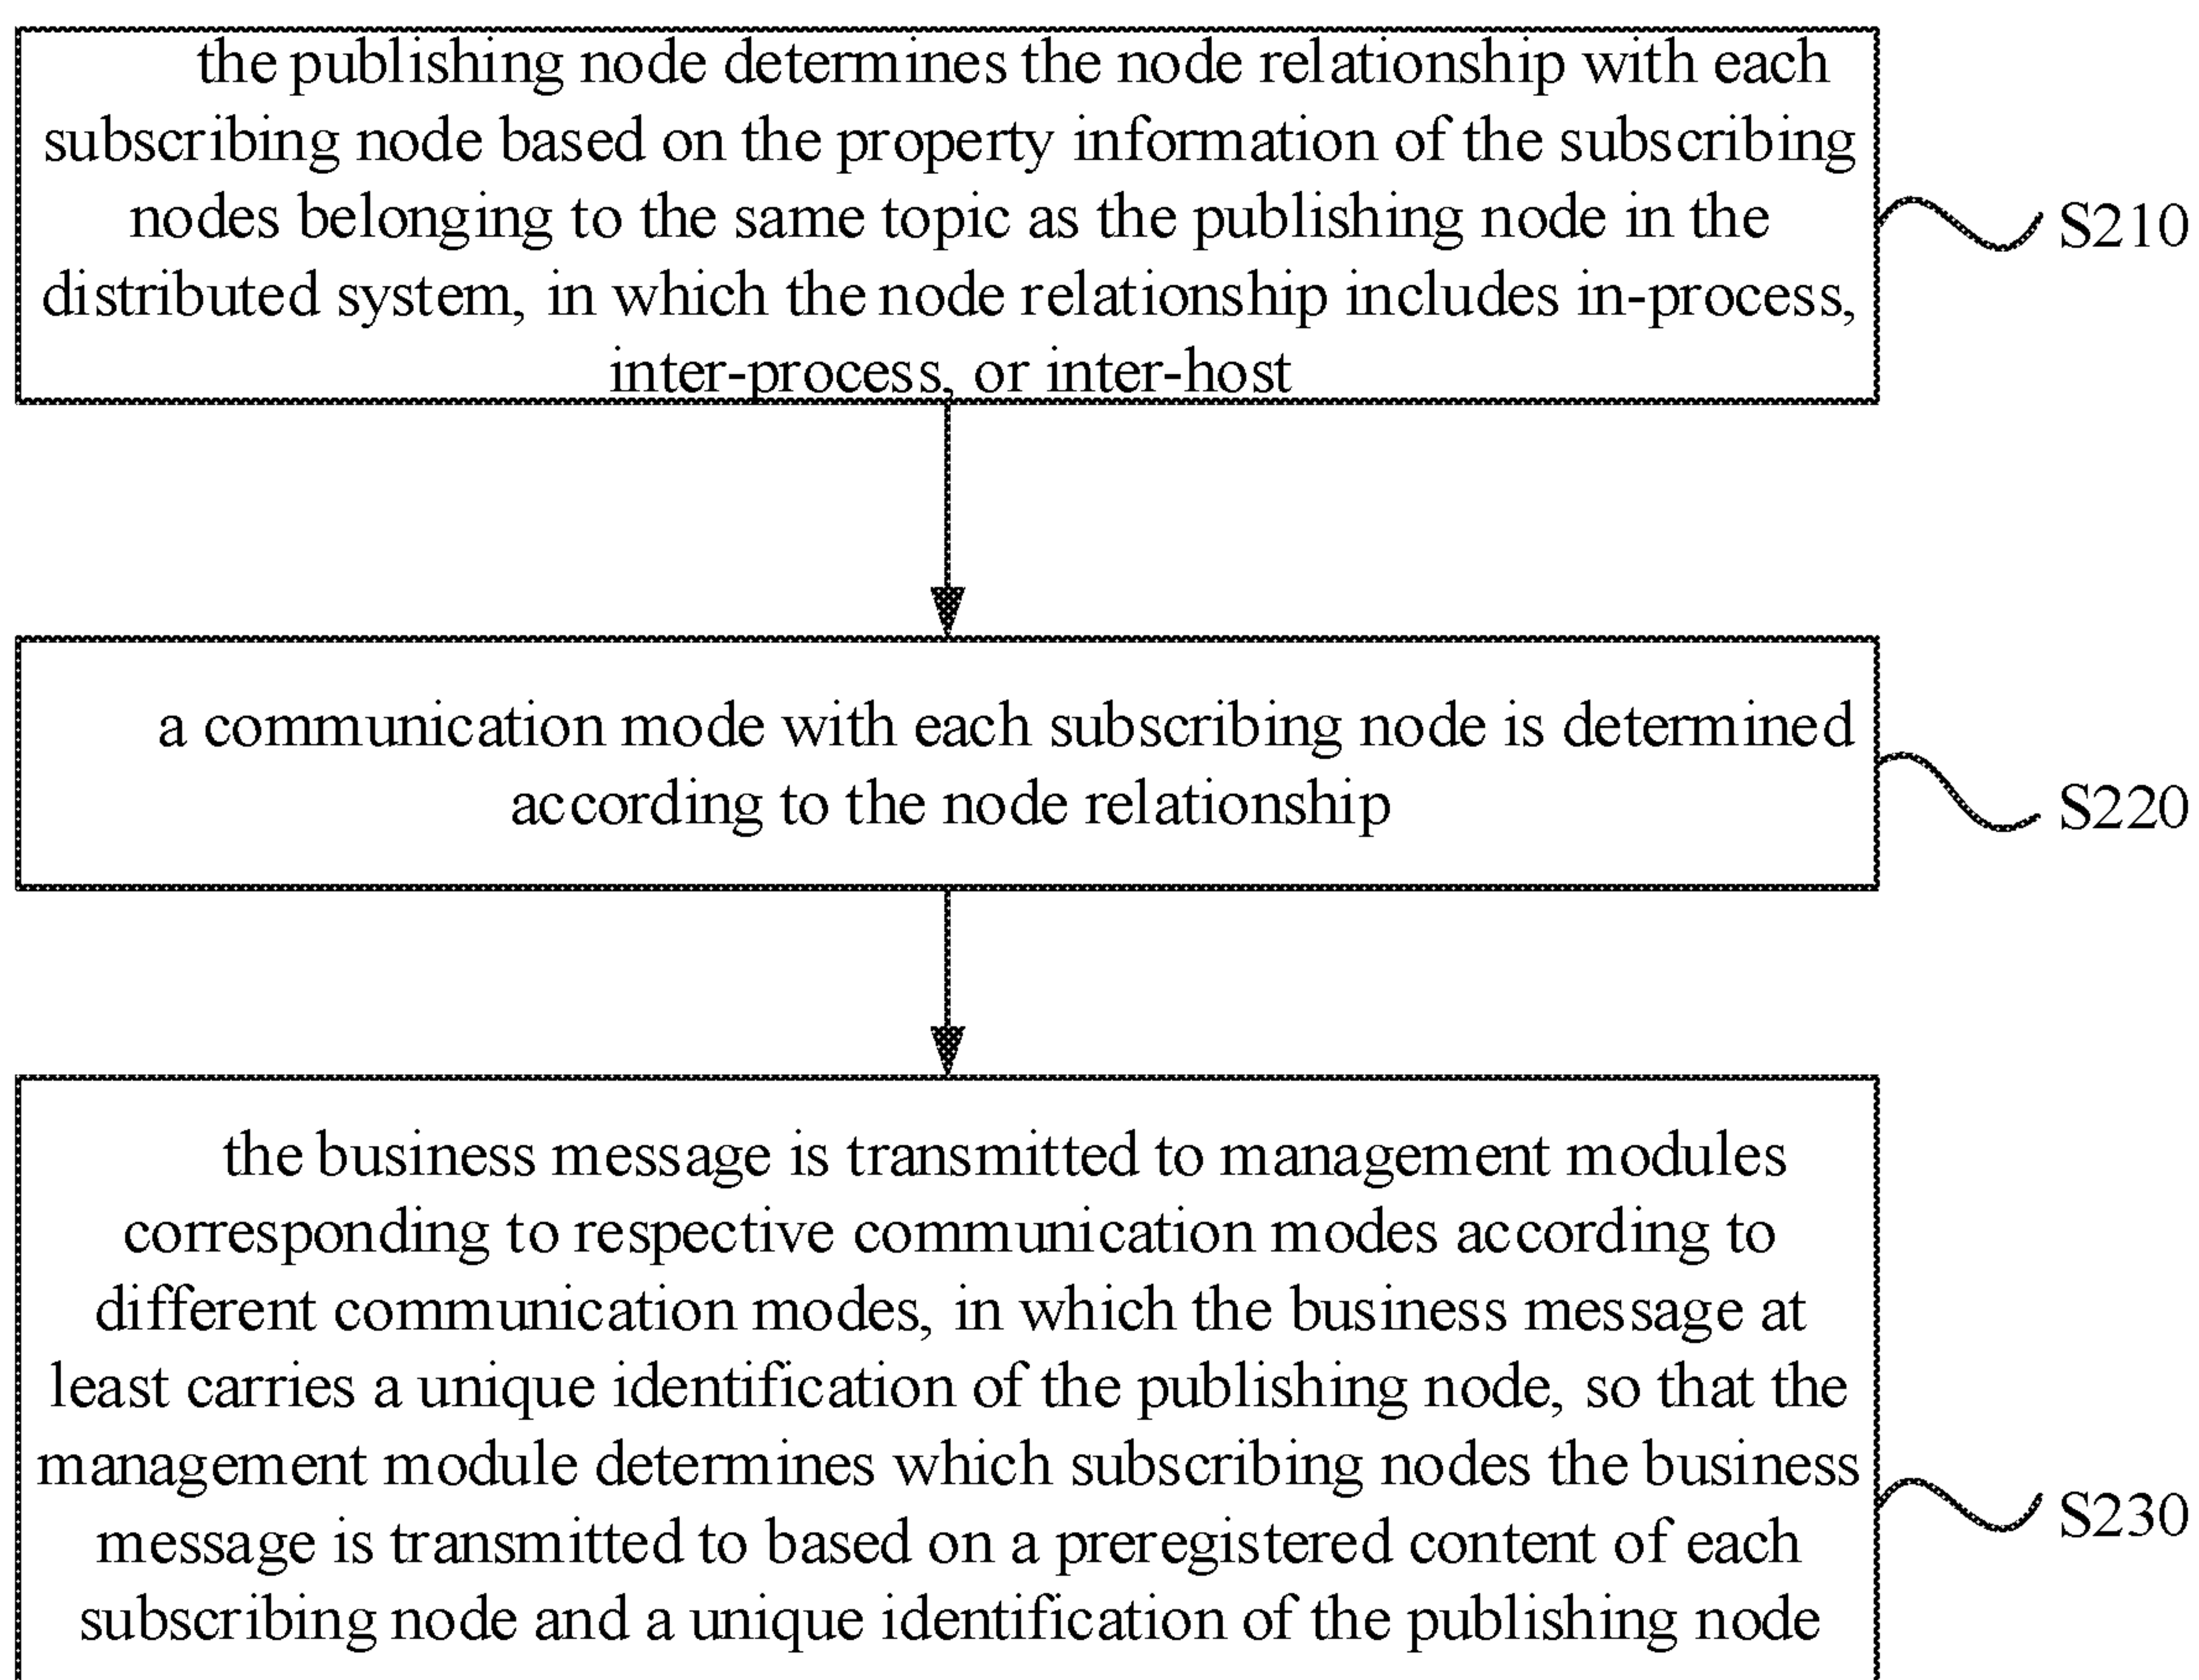 the publishing node determines the node relationship with each
subscribing node based on the property information of the subscribing
nodes belonging to the same topic as the publishing node in the
distributed system, in which the node relationship includes in-process,
inter-process, or inter-host
S210
a communication mode with each subscribing node is determined
according to the node relationship
S220
the business message is transmitted to management modules
corresponding to respective communication modes according to
different communication modes, in which the business message at
least carries a unique identification of the publishing node, so that the
management module determines which subscribing nodes the business
message is transmitted to based on a preregistered content of each
subscribing node and a unique identification of the publishing node
S230